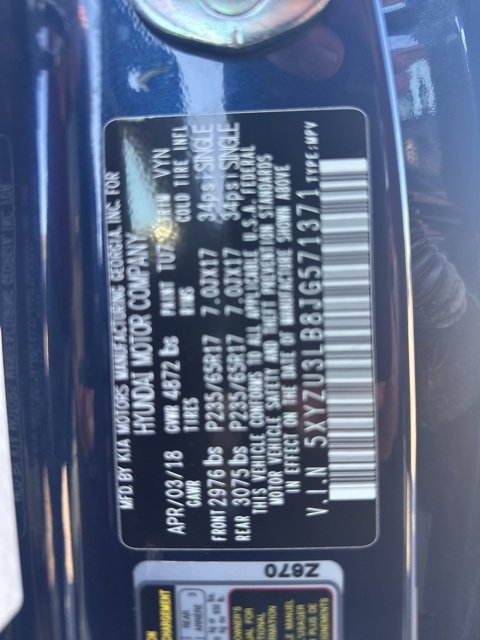 MFD. BY KIA MOTORS MANUFACTURING GEORGIA, INC. FOR
HYUNDAI MOTOR COMPANY
APR/03/18 GVWR 4872 lbs PAINT TRIM VYN
GAWR TIRES RIMS COLD TIRE INFL
FRONT 2976 lbs P235/65R17 7.0JX17 34psi SINGLE
REAR 3075 lbs P235/65R17 7.0JX17 34psi SINGLE
THIS VEHICLE CONFORMS TO ALL APPLICABLE U.S.A. FEDERAL
MOTOR VEHICLE SAFETY AND THEFT PREVENTION STANDARDS
IN EFFECT ON THE DATE OF MANUFACTURE SHOWN ABOVE
V.I.N 5XYZU3LB8JG571371 TYPE:MPV
Z670